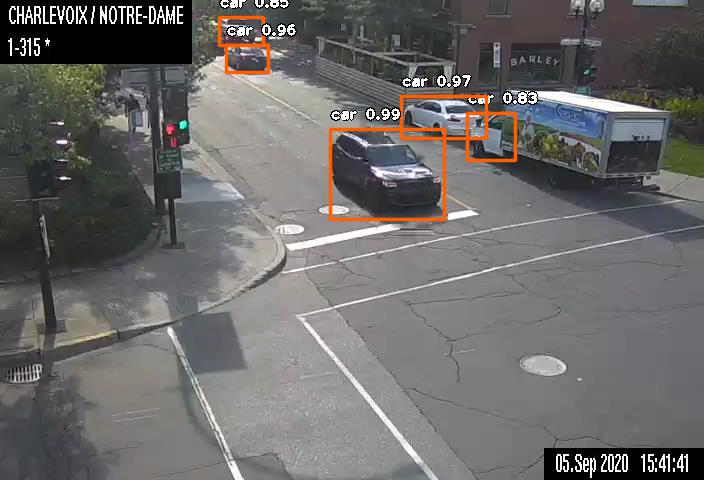 CHARLEVOIX / NOTRE-DAME
1-315 *
car 0.85
car 0.96
car 0.97
car 0.83
car 0.99
BARLEY
05.Sep 2020 15:41:41